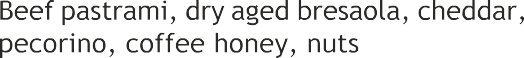 Beef pastrami, dry aged bresaola, cheddar,
pecorino, coffee honey, nuts